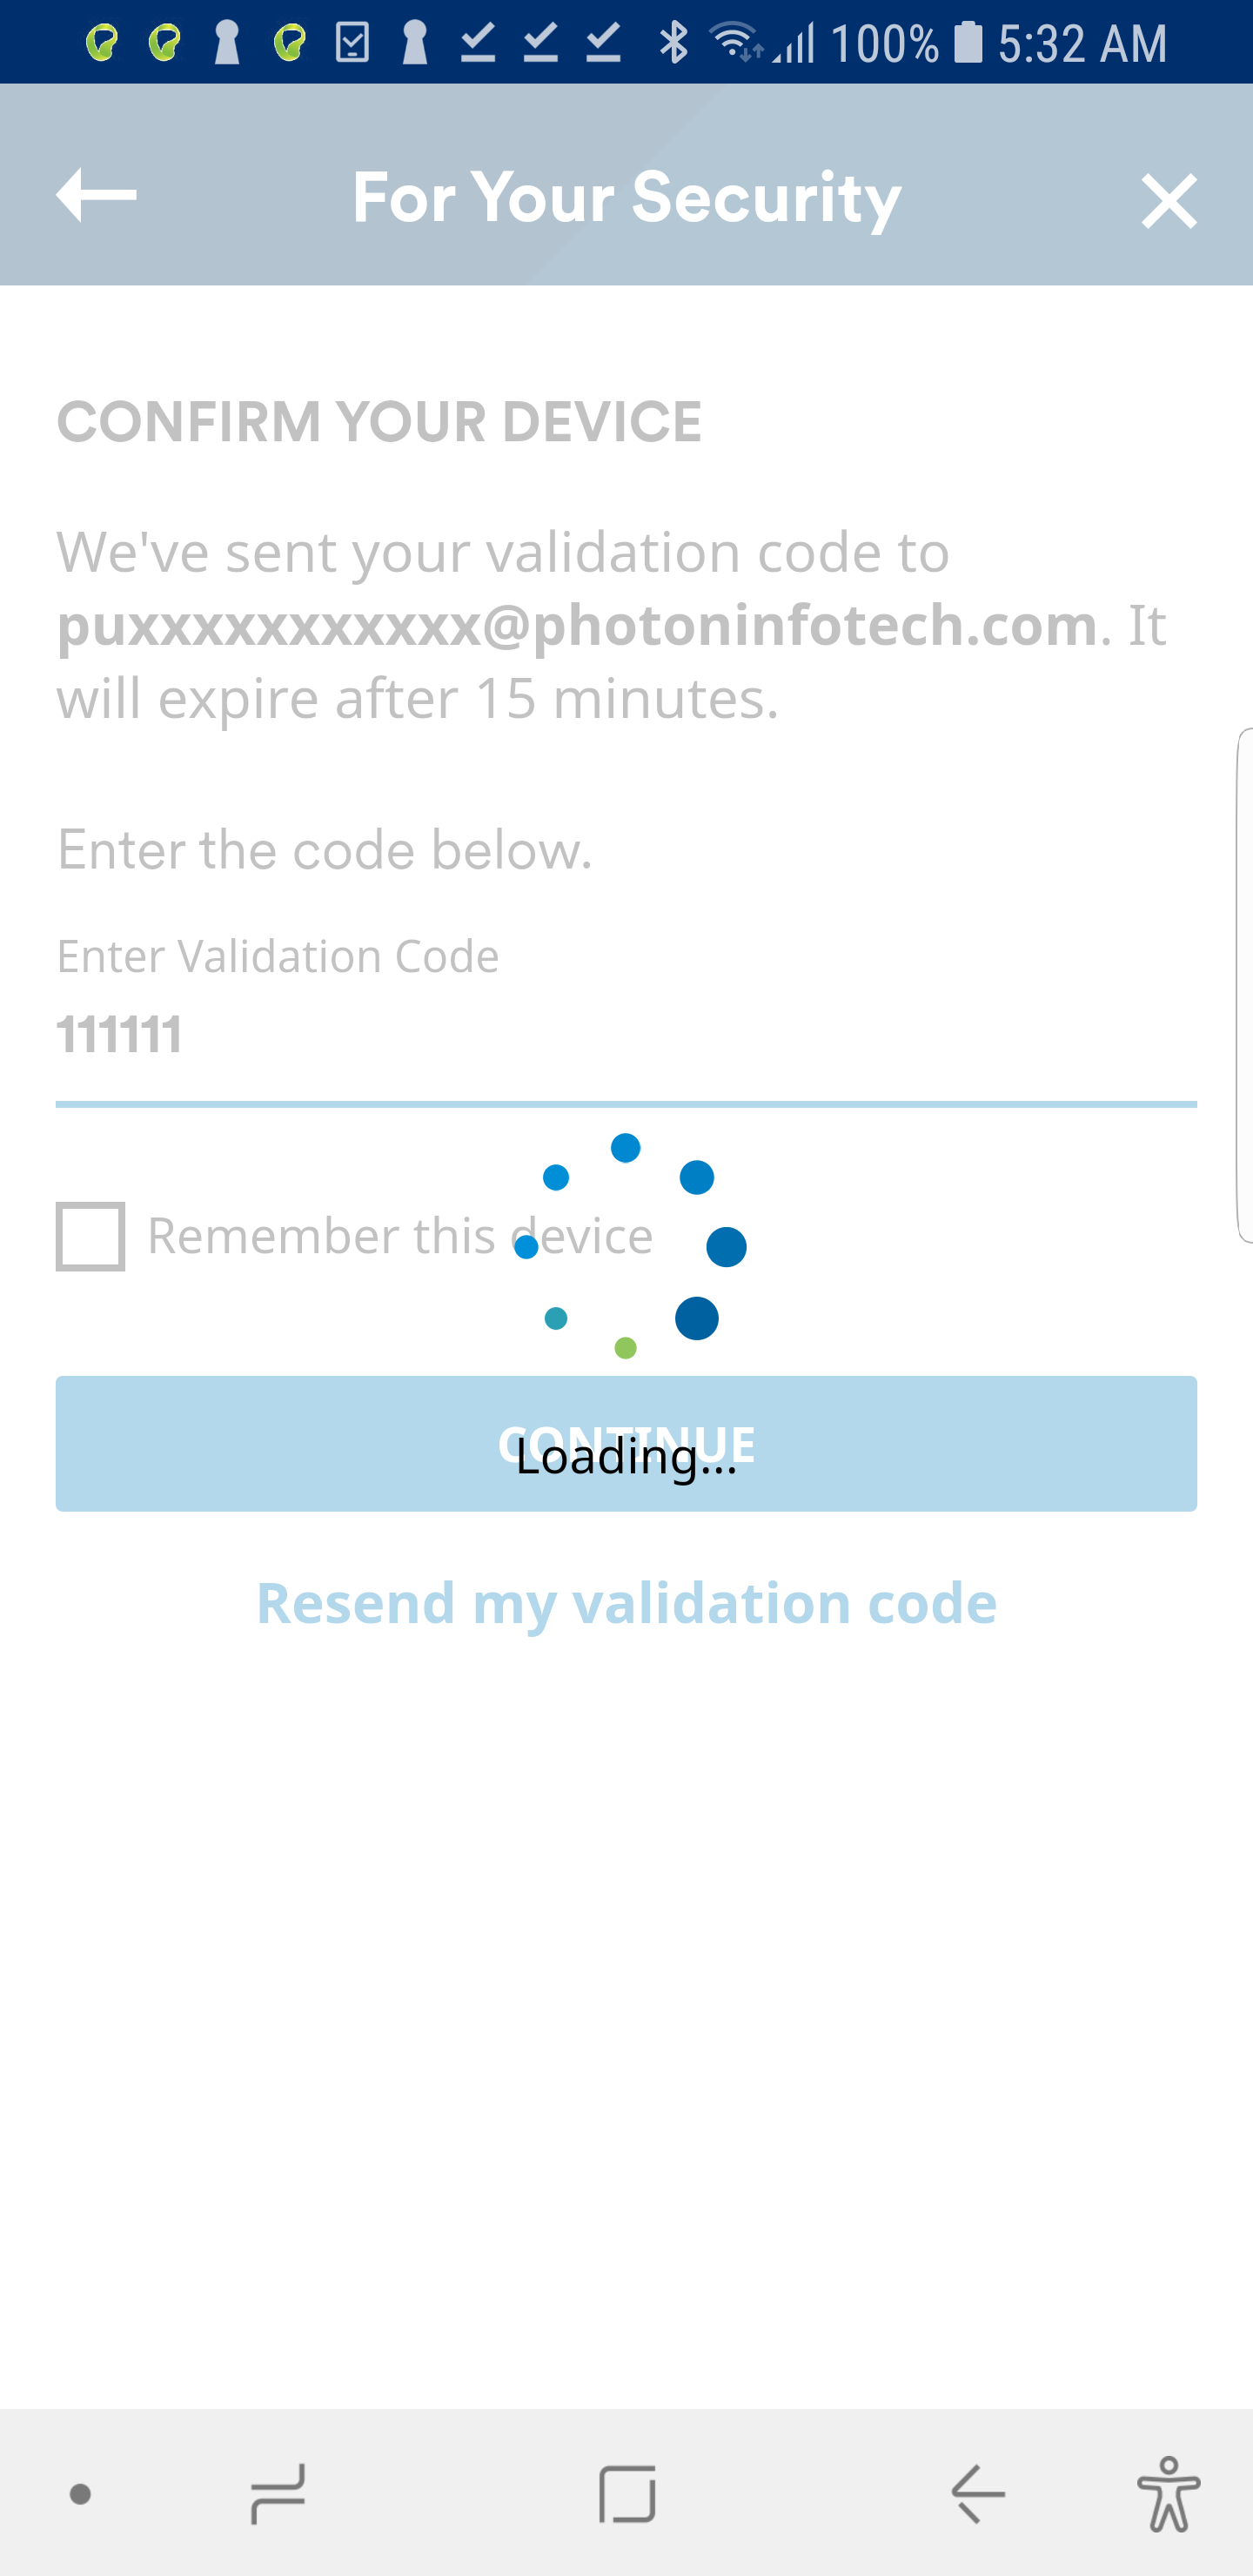 100% 5:32 AM
For Your Security
CONFIRM YOUR DEVICE
We've sent your validation code to
puxxxxxxxxxxx@photoninfotech.com. It
will expire after 15 minutes.
Enter the code below.
Enter Validation Code
111111
Remember this device
CONTINUE
Loading...
Resend my validation code